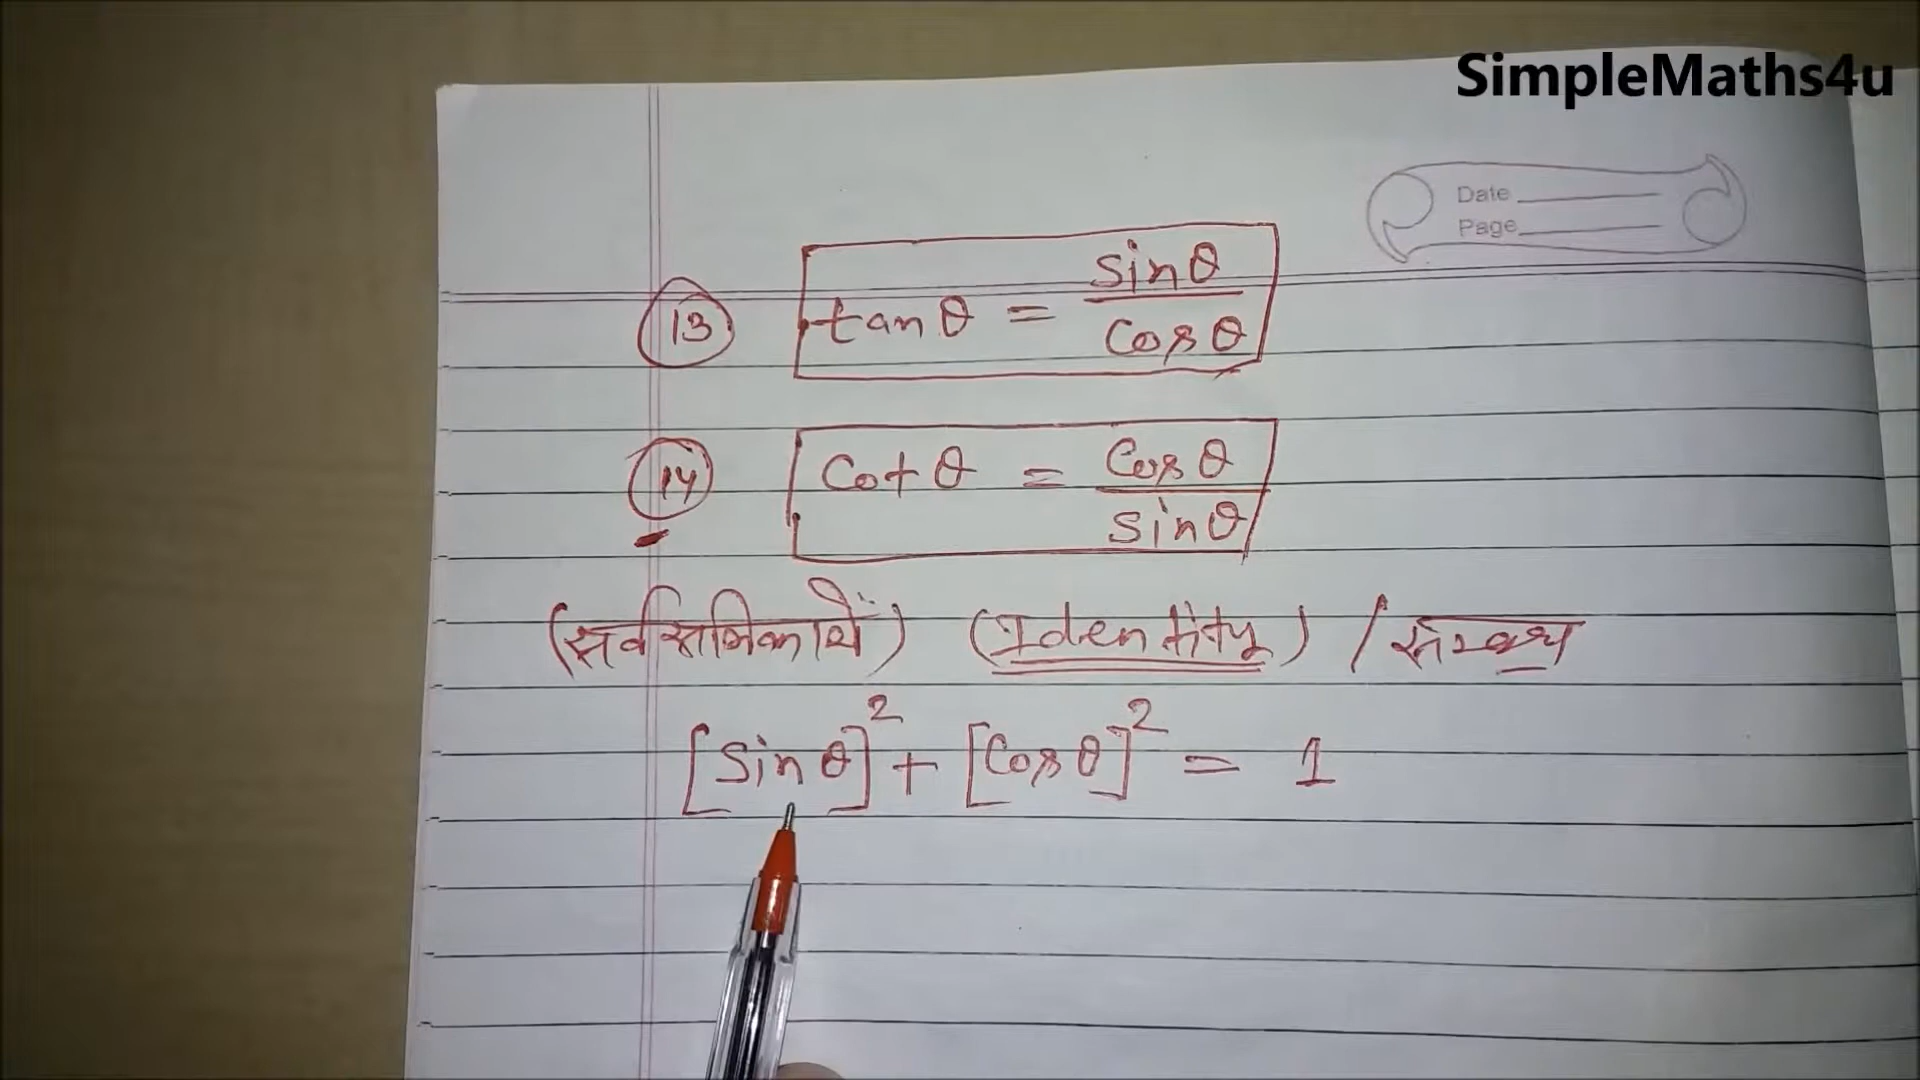 SimpleMaths4u
Date
Page
13 tanθ = sinθ / cosθ
14 cotθ = cosθ / sinθ
(सर्वसमिकायें) (Identity) / संबन्ध
[sinθ]² + [cosθ]² = 1